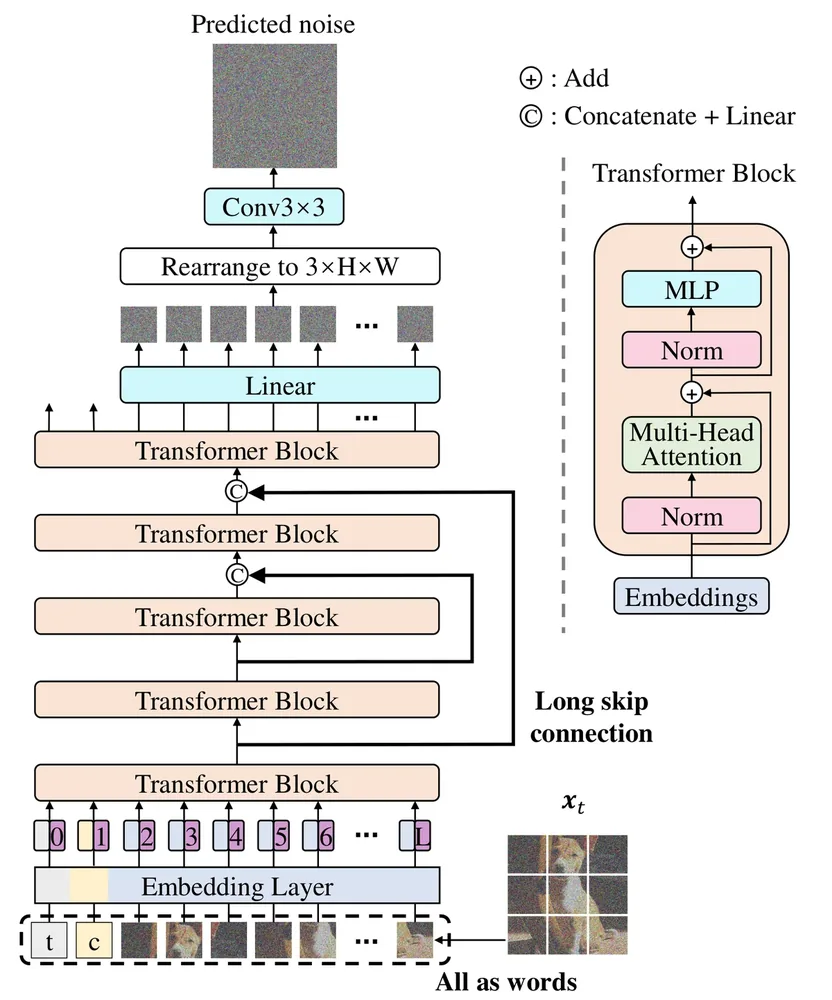 Predicted noise
+ : Add
C : Concatenate + Linear
Conv3×3
Rearrange to 3×H×W
...
Linear
...
Transformer Block
C
Transformer Block
C
Transformer Block
Transformer Block
Transformer Block
Long skip
connection
0 1 2 3 4 5 6 ... L
Embedding Layer
t c ...
All as words
x_t
Transformer Block
+
MLP
Norm
+
Multi-Head
Attention
Norm
Embeddings